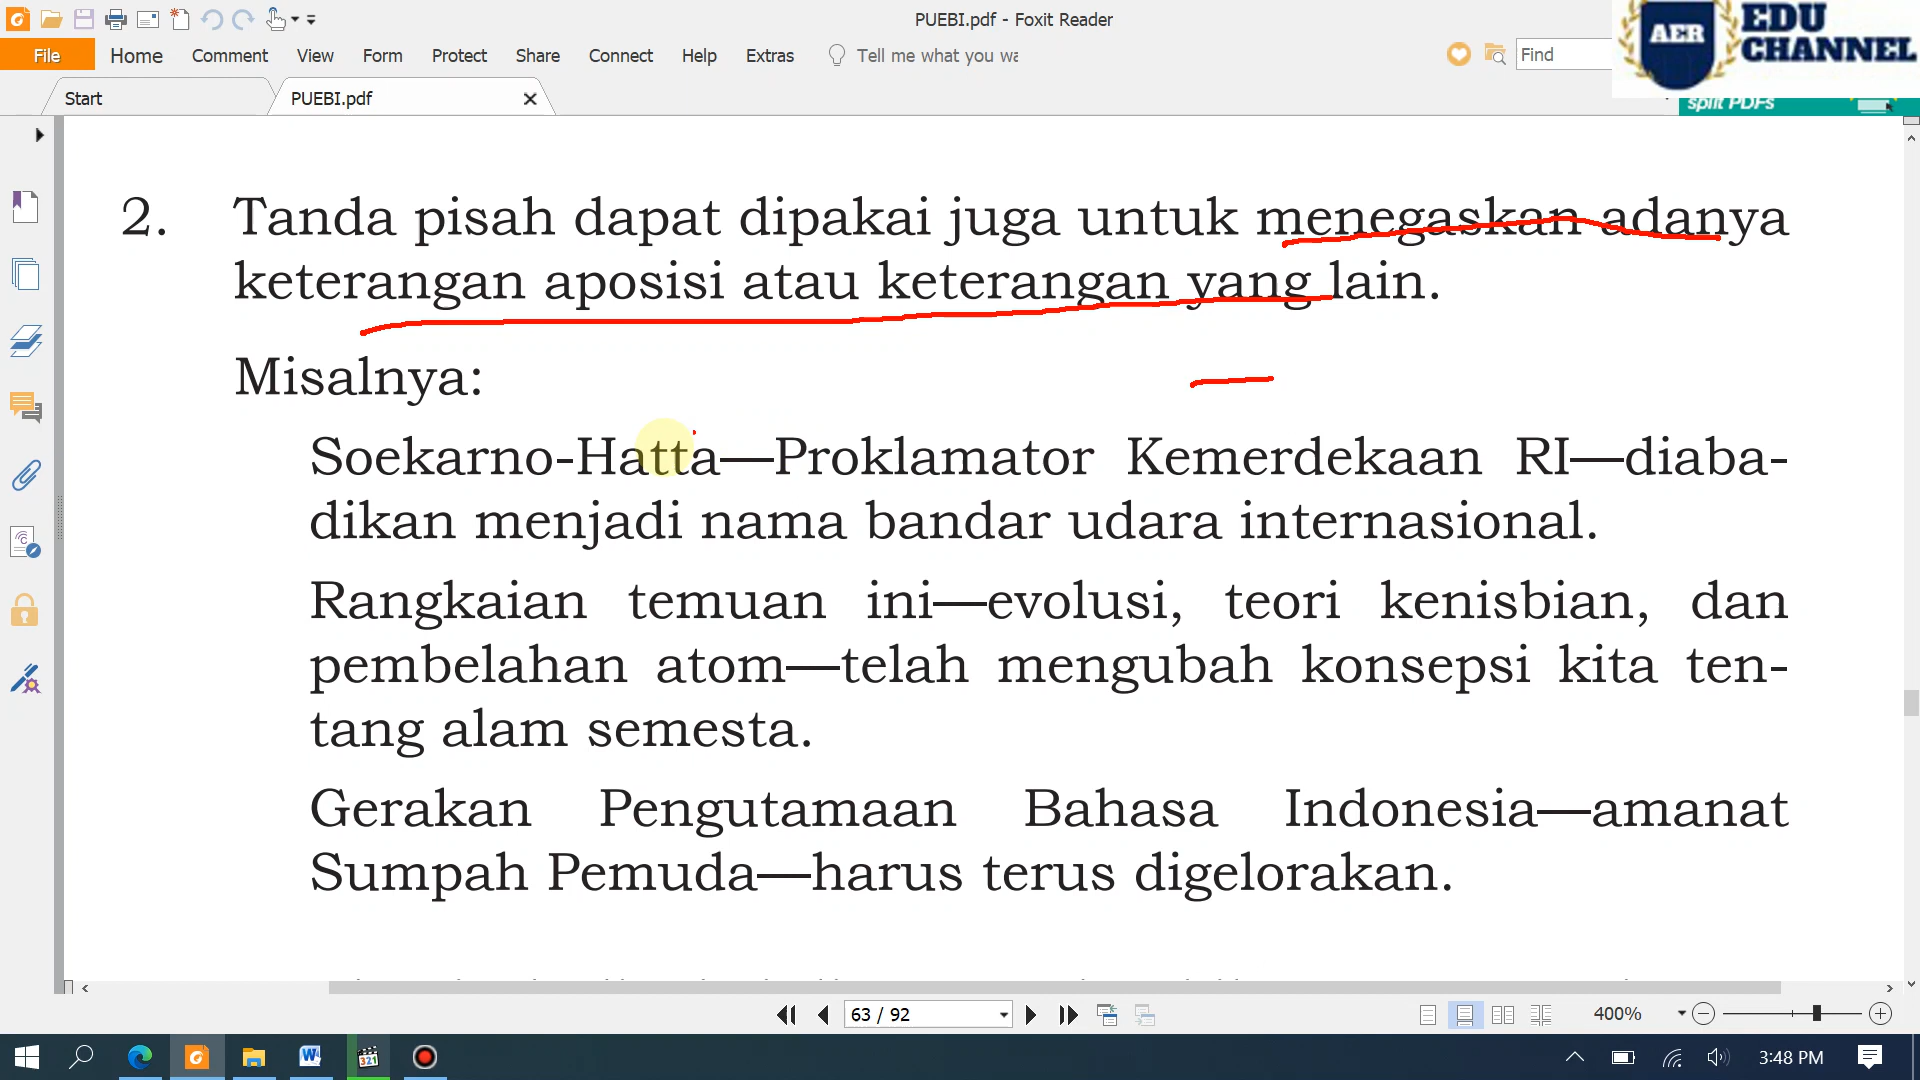 PUEBI.pdf - Foxit Reader
AER EDU CHANNEL
File Home Comment View Form Protect Share Connect Help Extras Tell me what you wa Find
Start PUEBI.pdf
split PDFs
2. Tanda pisah dapat dipakai juga untuk menegaskan adanya
keterangan aposisi atau keterangan yang lain.
Misalnya:
Soekarno-Hatta—Proklamator Kemerdekaan RI—diaba-
dikan menjadi nama bandar udara internasional.
Rangkaian temuan ini—evolusi, teori kenisbian, dan
pembelahan atom—telah mengubah konsepsi kita ten-
tang alam semesta.
Gerakan Pengutamaan Bahasa Indonesia—amanat
Sumpah Pemuda—harus terus digelorakan.
63 / 92 400%
3:48 PM